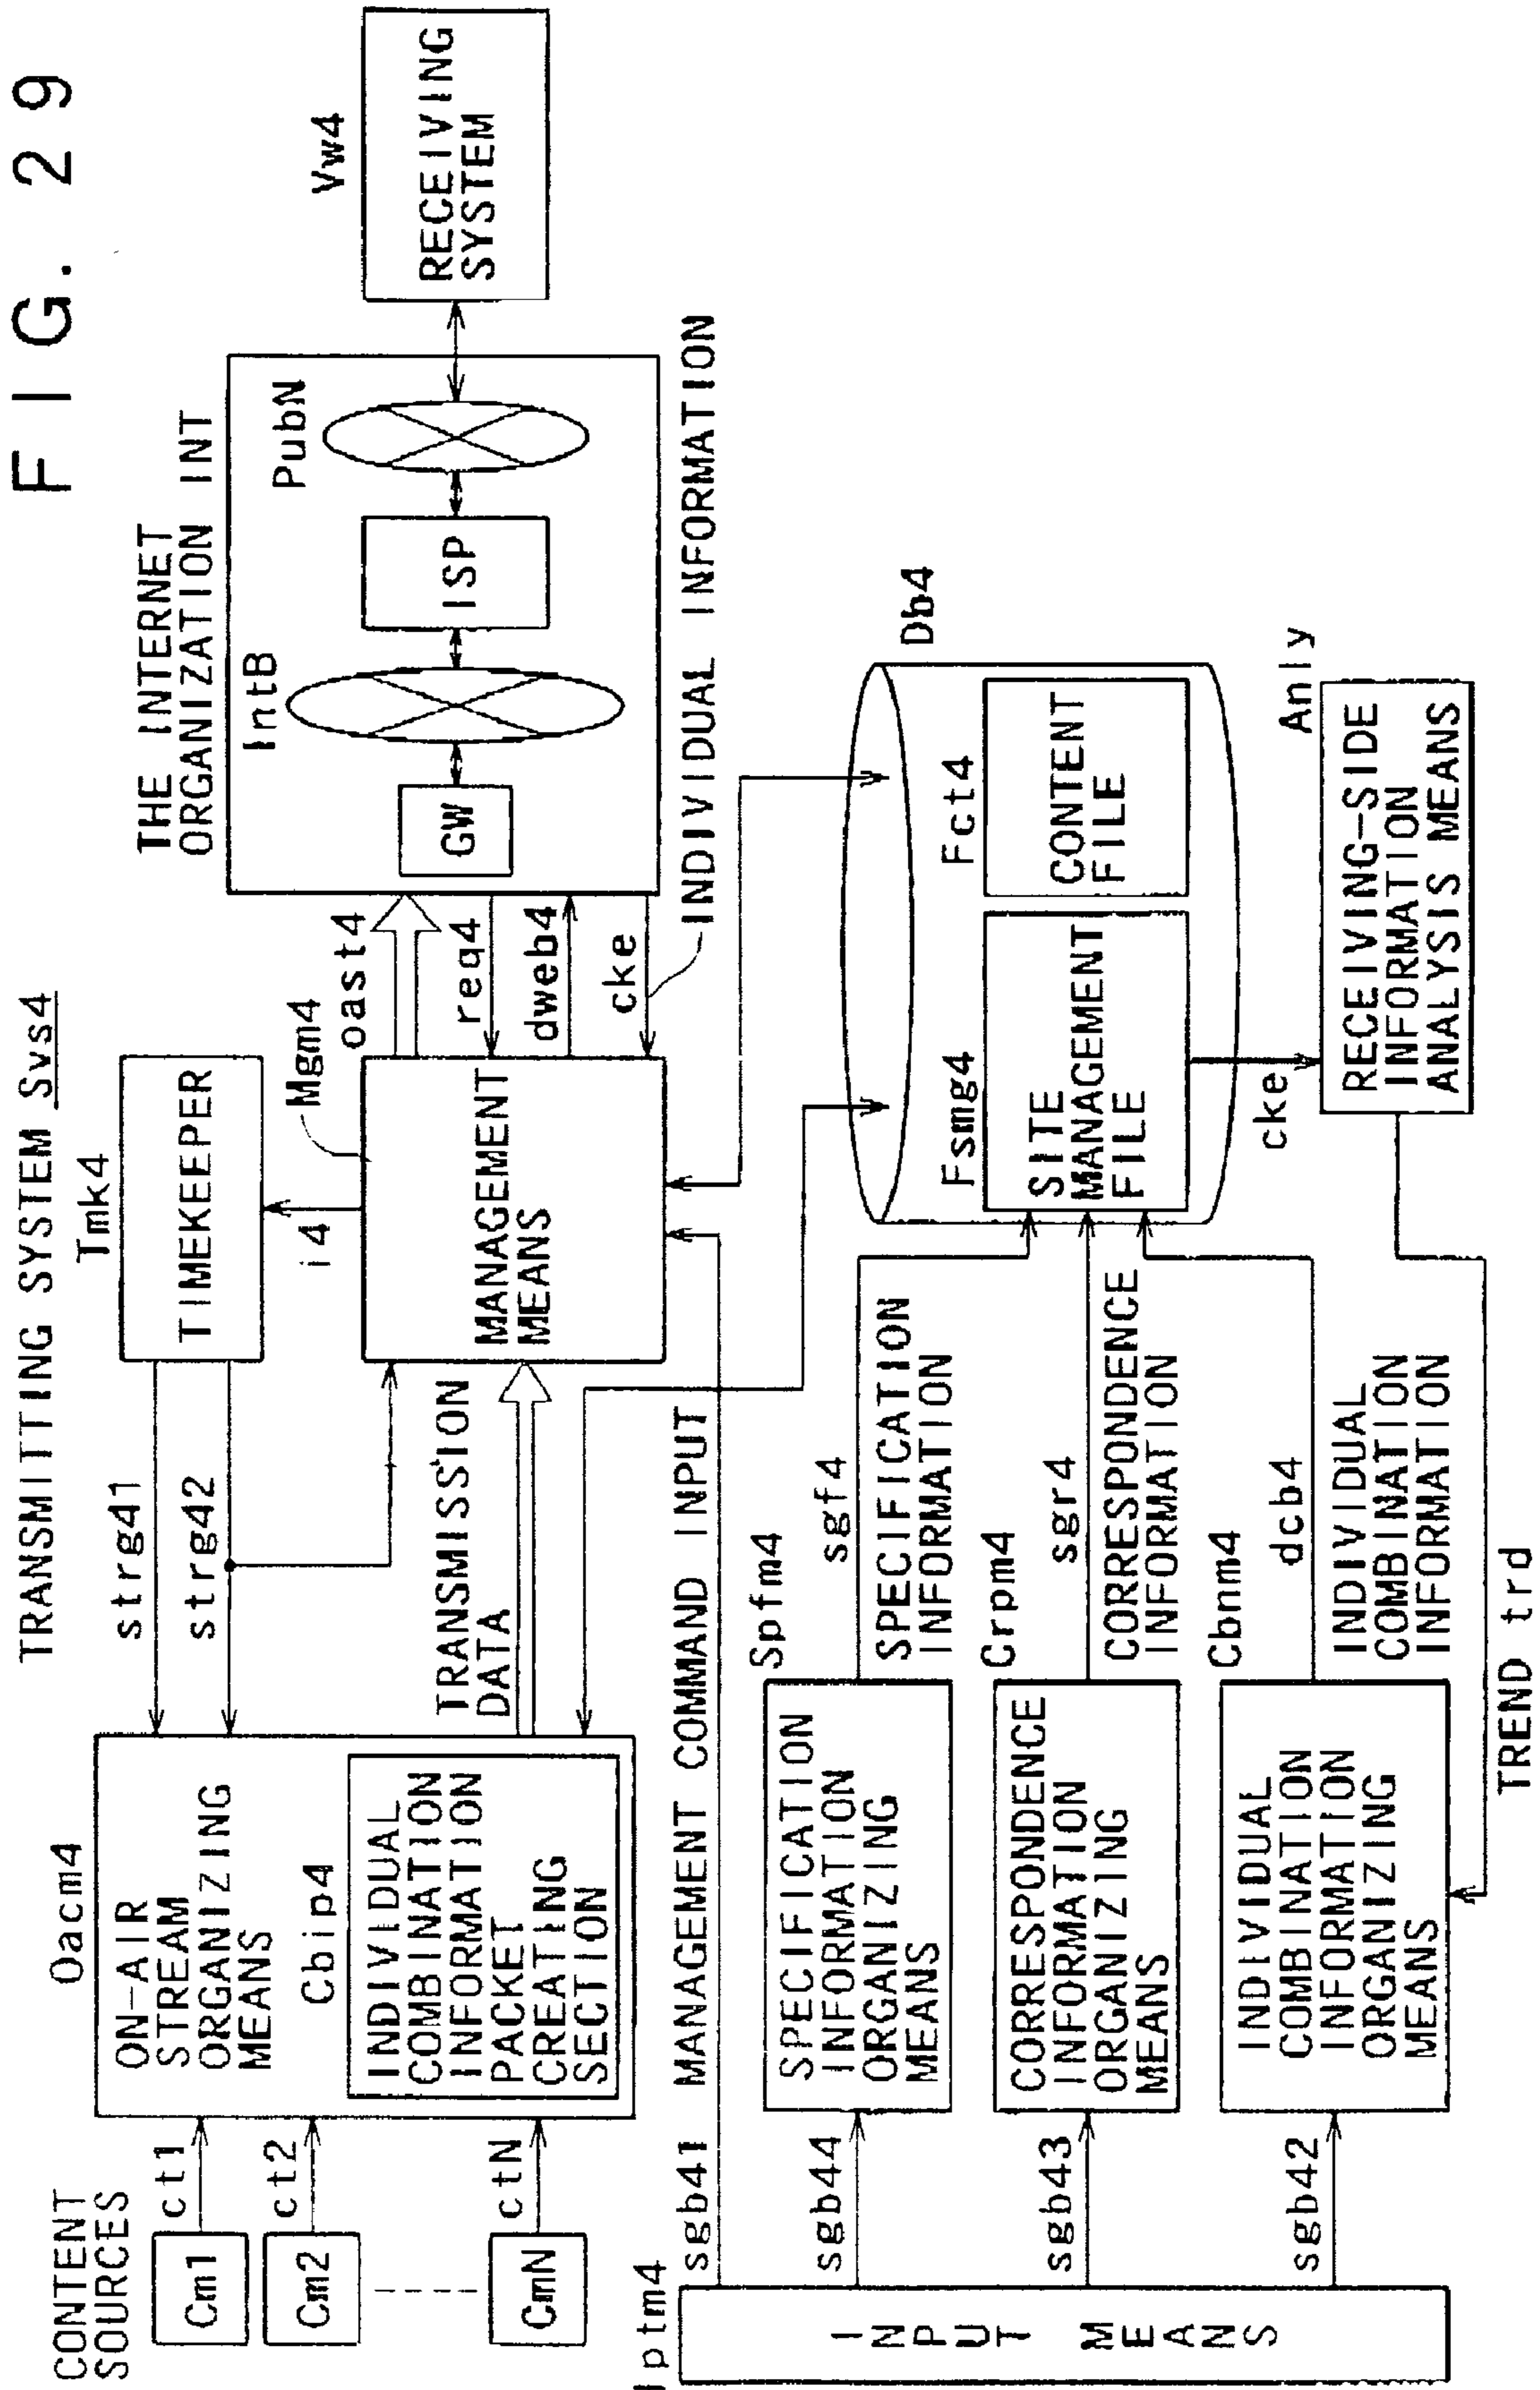 FIG. 29
TRANSMITTING SYSTEM Svs4
CONTENT
SOURCES
Cm1
ct1
Cm2
ct2
CmN
ctN
Oacm4
ON-AIR
STREAM
ORGANIZING
MEANS
Cbip4
INDIVIDUAL
COMBINATION
INFORMATION
PACKET
CREATING
SECTION
strg41
strg42
TRANSMISSION
DATA
Tmk4
TIMEKEEPER
i4
Mgm4
MANAGEMENT
MEANS
oast4
req4
dweb4
cke
INDIVIDUAL INFORMATION
THE INTERNET
ORGANIZATION INT
GW
IntB
ISP
PubN
Vw4
RECEIVING
SYSTEM
Iptm4
INPUT MEANS
sgb41
MANAGEMENT COMMAND INPUT
sgb44
sgb43
sgb42
Spfm4
SPECIFICATION
INFORMATION
ORGANIZING
MEANS
sgf4
SPECIFICATION
INFORMATION
Crpm4
CORRESPONDENCE
INFORMATION
ORGANIZING
MEANS
sgr4
CORRESPONDENCE
INFORMATION
Cbnm4
INDIVIDUAL
COMBINATION
INFORMATION
ORGANIZING
MEANS
dcb4
INDIVIDUAL
COMBINATION
INFORMATION
TREND trd
Db4
Fsmg4
SITE
MANAGEMENT
FILE
Fct4
CONTENT
FILE
cke
Anly
RECEIVING-SIDE
INFORMATION
ANALYSIS MEANS